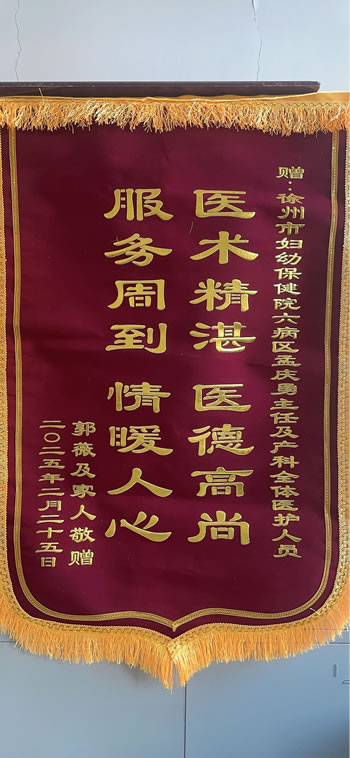 赠：徐州市妇幼保健院六病区孟庆勇主任及产科全体医护人员
医术精湛 医德高尚
服务周到 情暖人心
郭薇及家人敬赠
二〇二五年二月二十五日